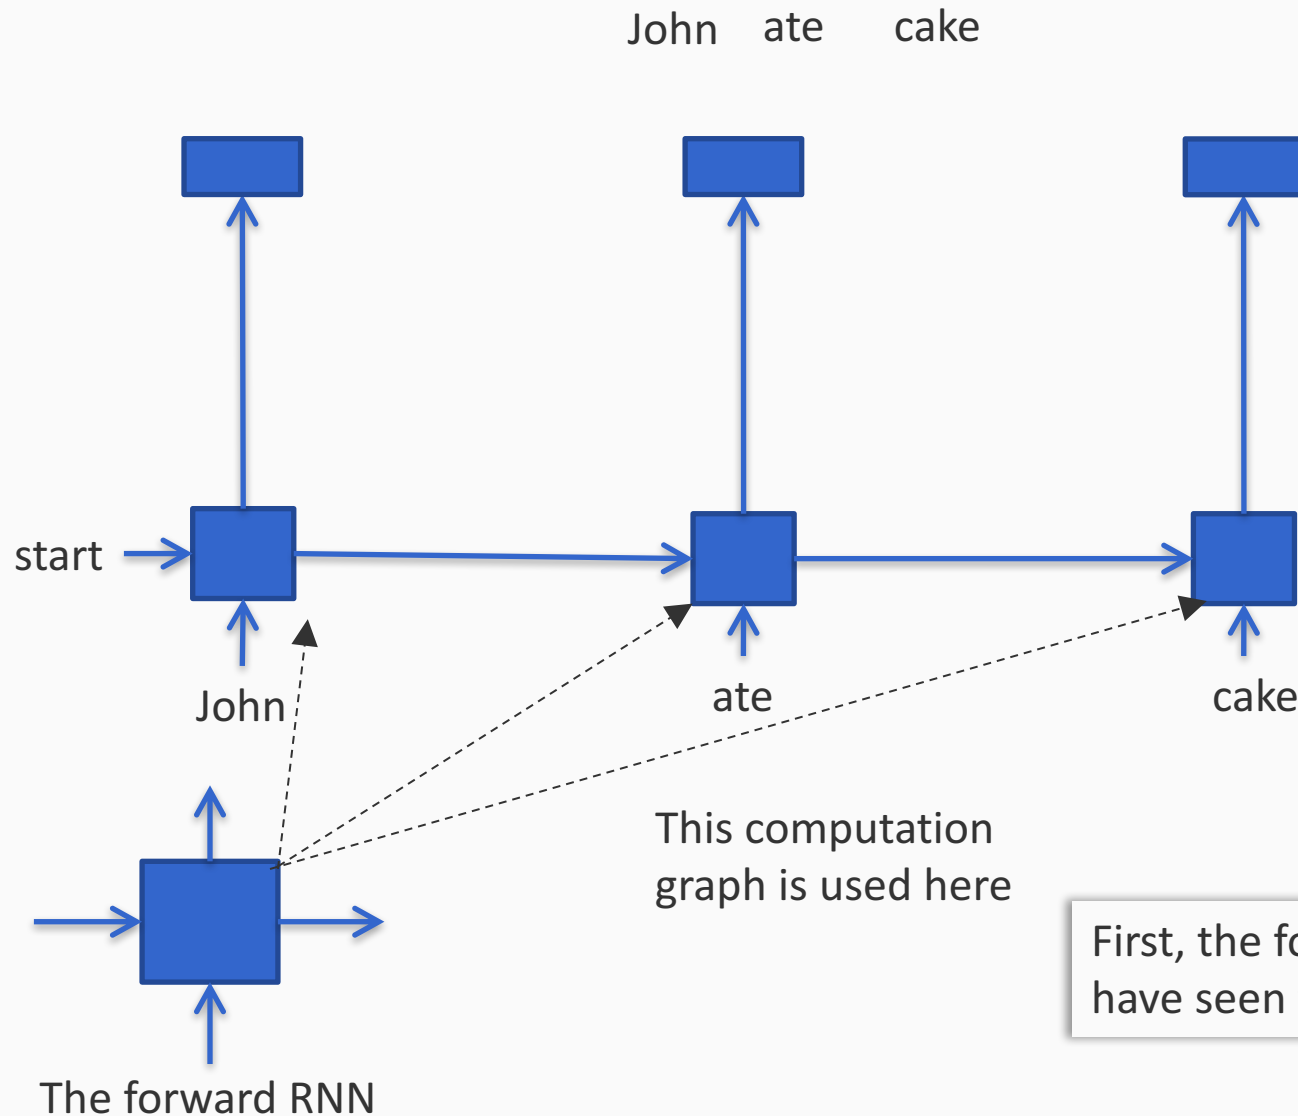 John ate cake
start
John
ate
cake
This computation
graph is used here
First, the
have seen
The forward RNN